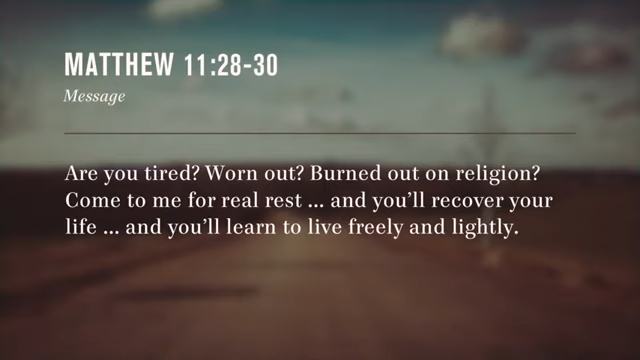 MATTHEW 11:28-30
Message
Are you tired? Worn out? Burned out on religion?
Come to me for real rest ... and you’ll recover your
life ... and you’ll learn to live freely and lightly.